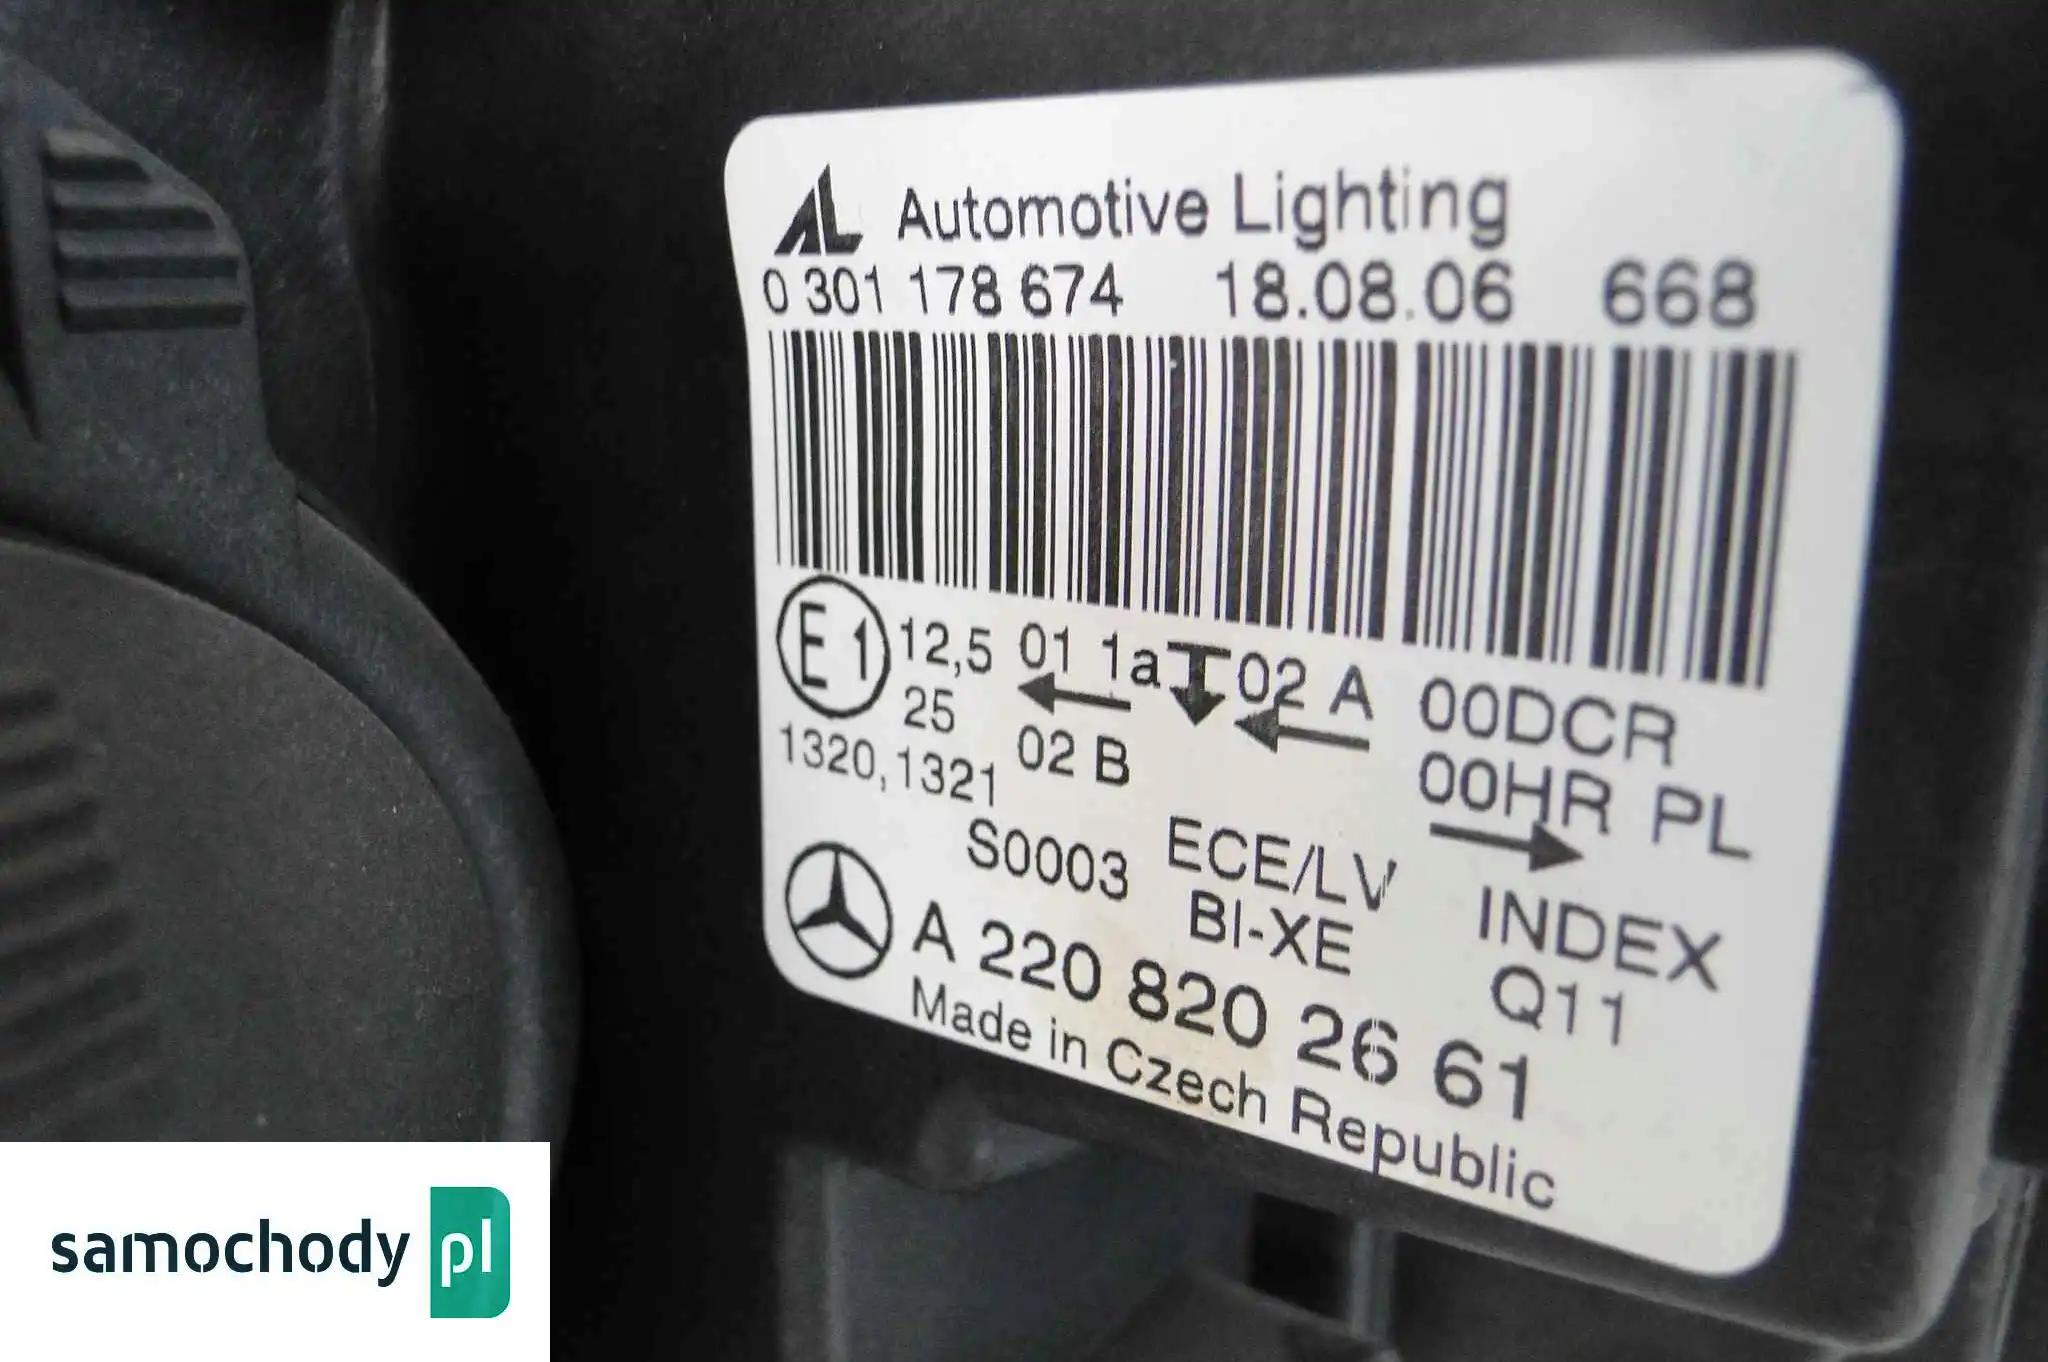 AL Automotive Lighting
0 301 178 674 18.08.06 668
E1 12,5 01 1a 02 A 00DCR
25 02 B 00HR PL
1320,1321
S0003 ECE/LV INDEX
BI-XE Q11
A 220 820 26 61
Made in Czech Republic
samochody pl